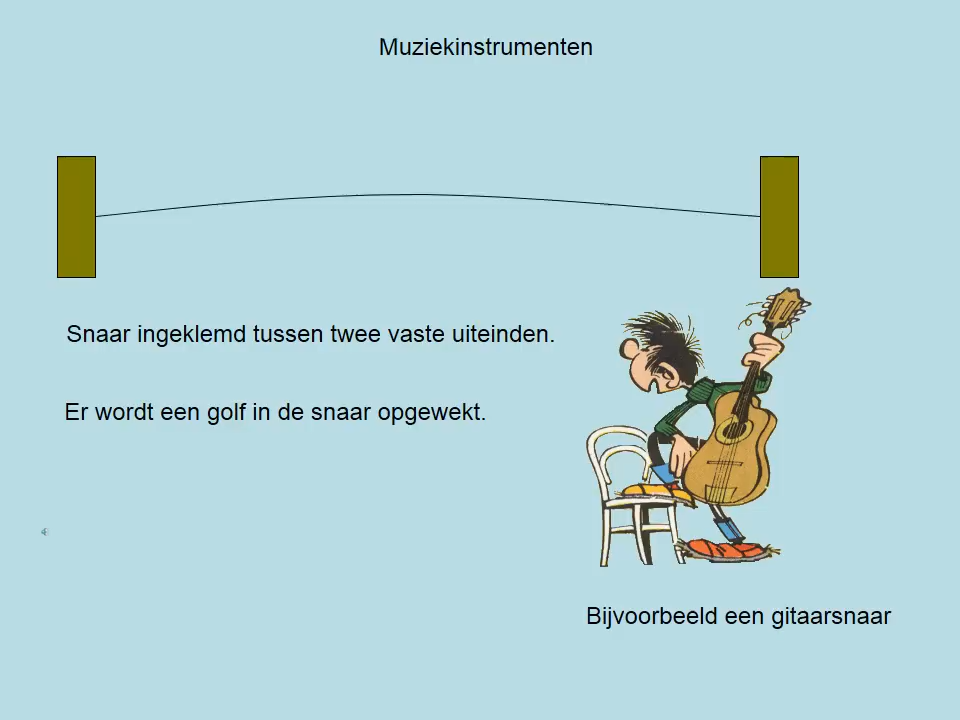 Muziekinstrumenten
Snaar ingeklemd tussen twee vaste uiteinden.
Er wordt een golf in de snaar opgewekt.
Bijvoorbeeld een gitaarsnaar